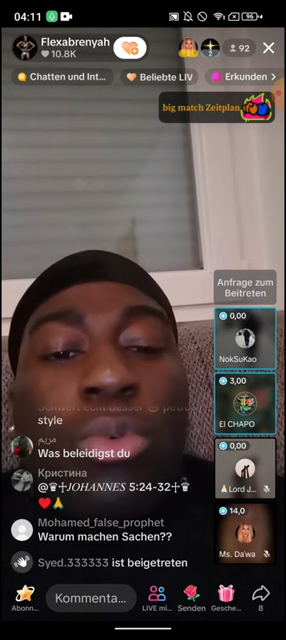 04:11
96
Flexabrenyah
10.8K
92
Chatten und Int...
Beliebte LIV
Erkunden
big match Zeitplan
Anfrage zum
Beitreten
0,00
NokSuKao
3,00
El CHAPO
0,00
Lord J...
14,0
Ms. Da'wa
style
مريم
Was beleidigst du
Кристина
@♛☨JOHANNES 5:24-32☨♛
❤️🙏
Mohamed_false_prophet
Warum machen Sachen??
Syed.333333 ist beigetreten
Abonn...
Kommenta...
LIVE mi...
Senden
Gesche...
8